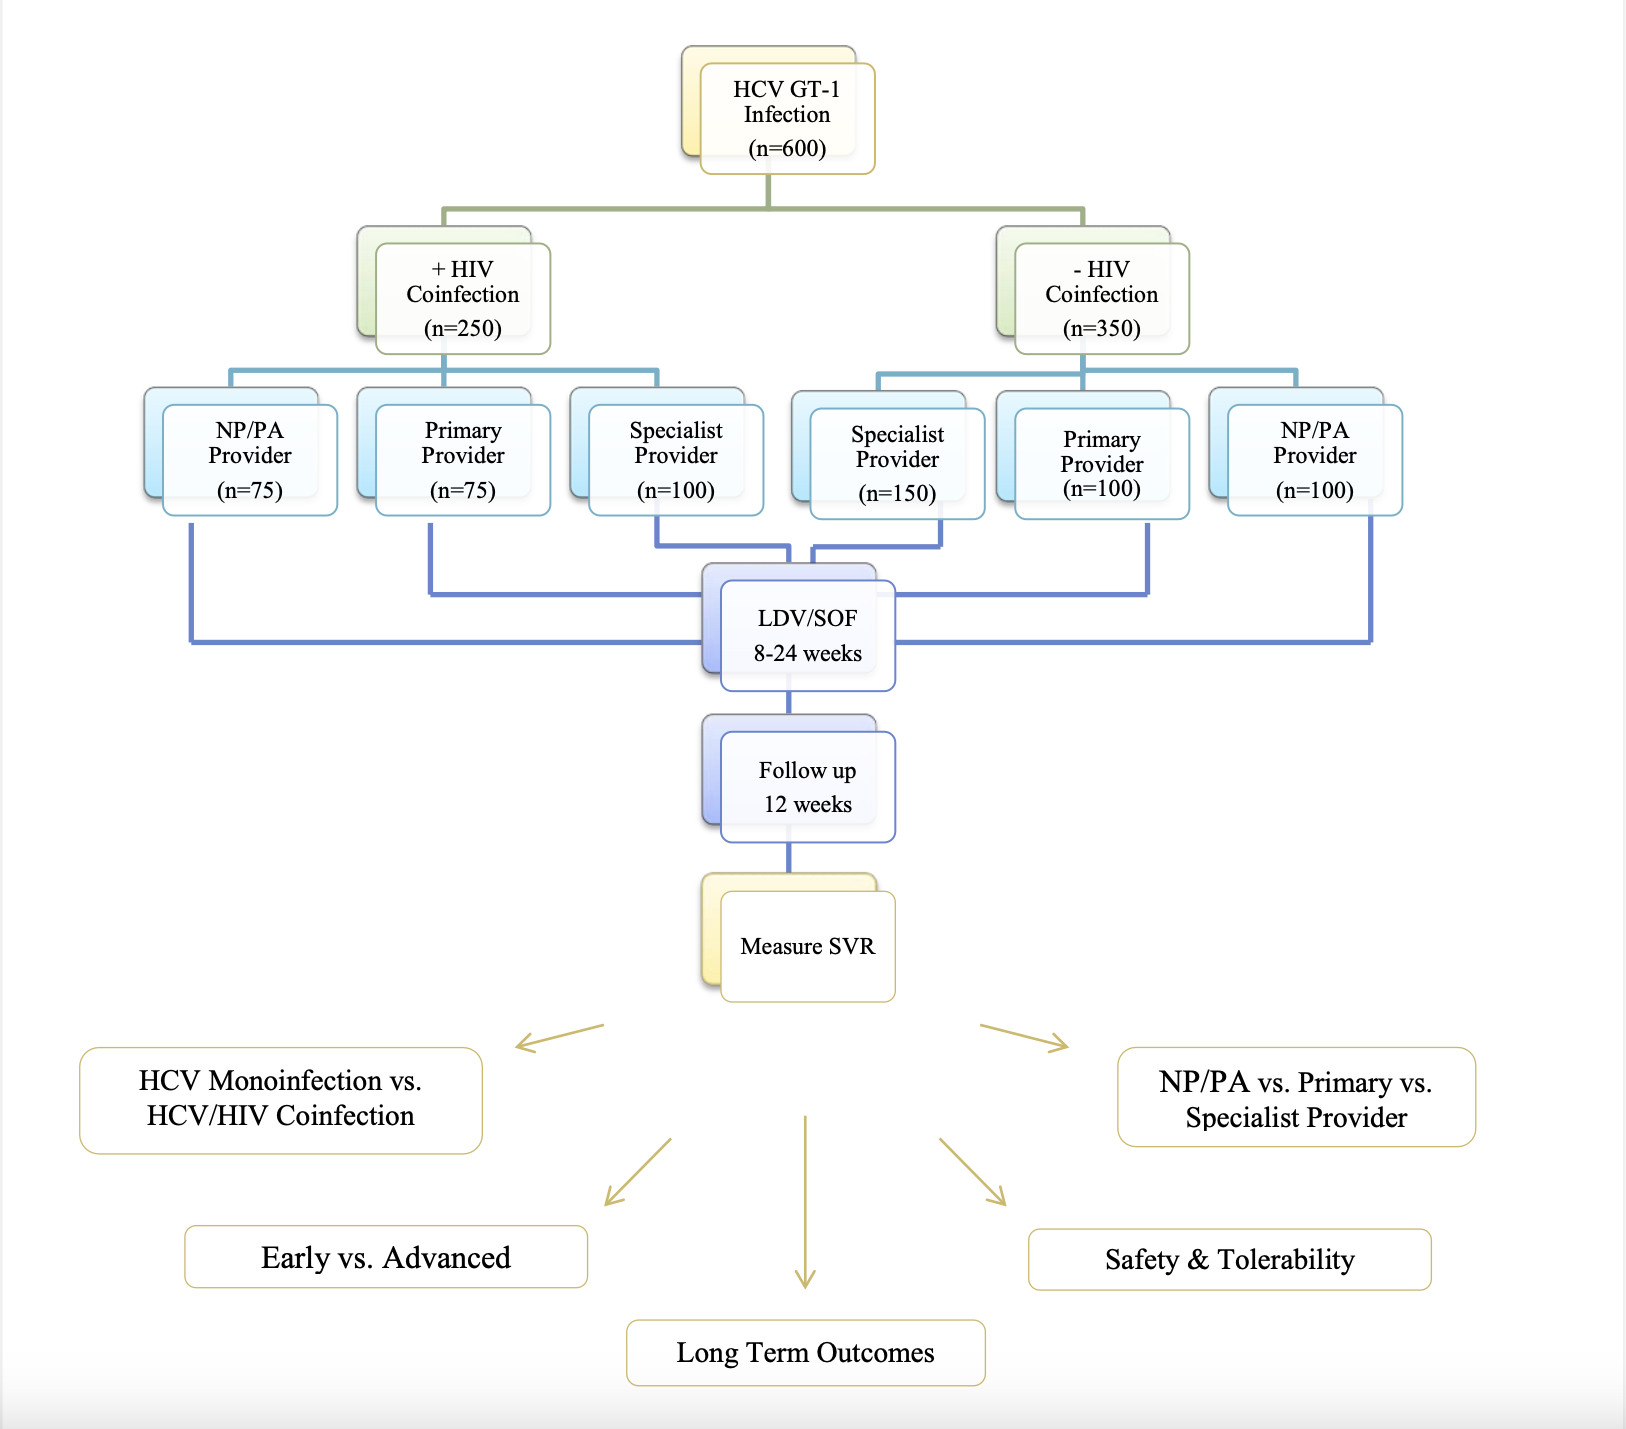 HCV GT-1
Infection
(n=600)
+ HIV
Coinfection
(n=250)
- HIV
Coinfection
(n=350)
NP/PA
Provider
(n=75)
Primary
Provider
(n=75)
Specialist
Provider
(n=100)
Specialist
Provider
(n=150)
Primary
Provider
(n=100)
NP/PA
Provider
(n=100)
LDV/SOF
8-24 weeks
Follow up
12 weeks
Measure SVR
HCV Monoinfection vs.
HCV/HIV Coinfection
NP/PA vs. Primary vs.
Specialist Provider
Early vs. Advanced
Safety & Tolerability
Long Term Outcomes